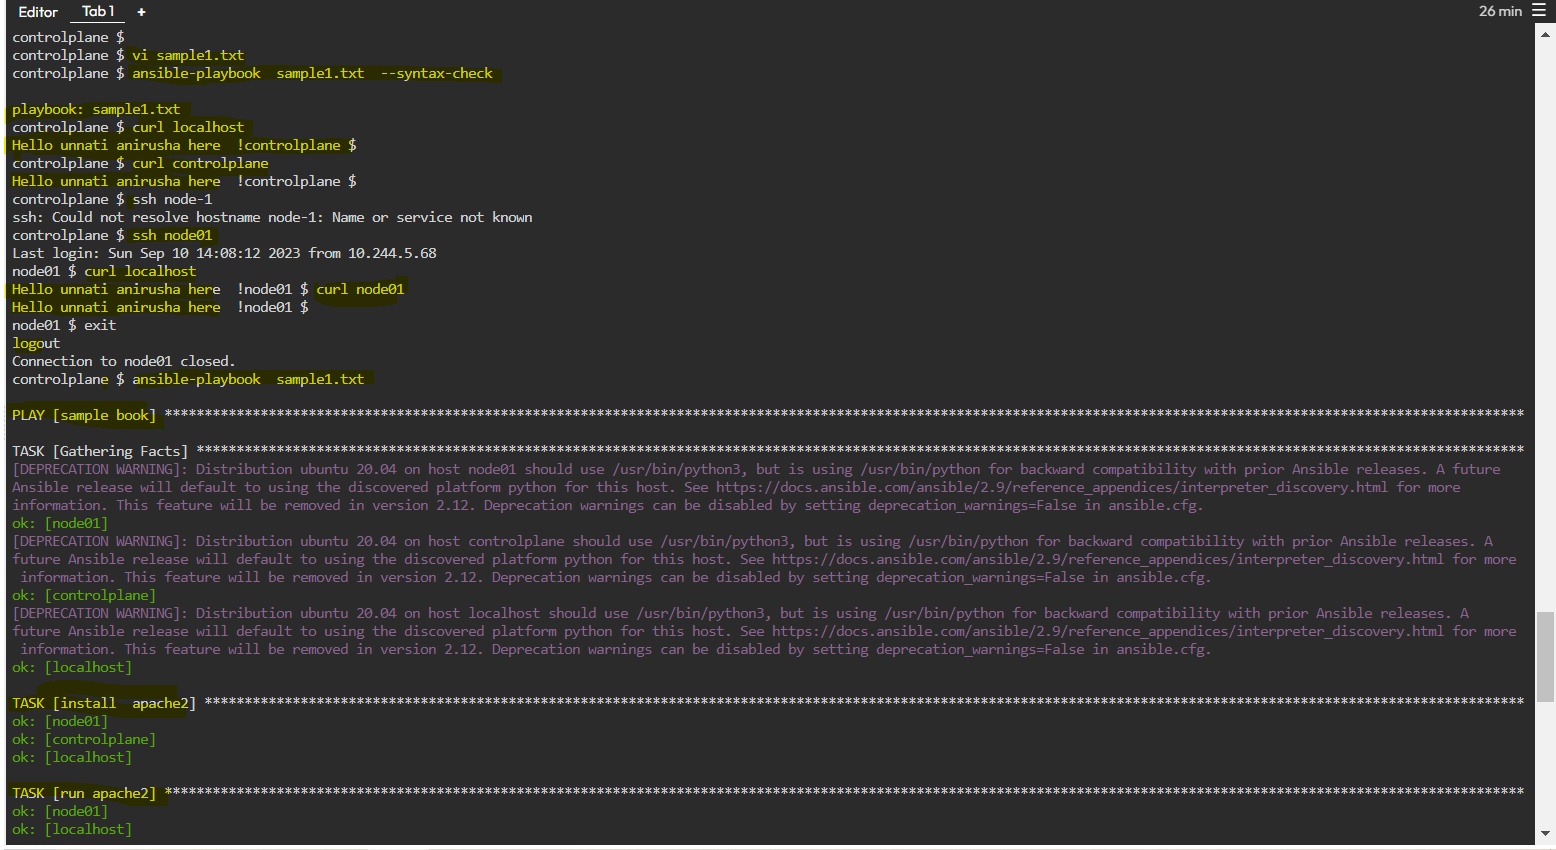 Editor Tab 1 + 26 min
controlplane $
controlplane $ vi sample1.txt
controlplane $ ansible-playbook  sample1.txt  --syntax-check
playbook: sample1.txt
controlplane $ curl localhost
Hello unnati anirusha here  !controlplane $
controlplane $ curl controlplane
Hello unnati anirusha here  !controlplane $
controlplane $ ssh node-1
ssh: Could not resolve hostname node-1: Name or service not known
controlplane $ ssh node01
Last login: Sun Sep 10 14:08:12 2023 from 10.244.5.68
node01 $ curl localhost
Hello unnati anirusha here  !node01 $ curl node01
Hello unnati anirusha here  !node01 $
node01 $ exit
logout
Connection to node01 closed.
controlplane $ ansible-playbook  sample1.txt
PLAY [sample book] **************************************************************************************************************************************************************************
TASK [Gathering Facts] **********************************************************************************************************************************************************************
[DEPRECATION WARNING]: Distribution ubuntu 20.04 on host node01 should use /usr/bin/python3, but is using /usr/bin/python for backward compatibility with prior Ansible releases. A future
Ansible release will default to using the discovered platform python for this host. See https://docs.ansible.com/ansible/2.9/reference_appendices/interpreter_discovery.html for more
information. This feature will be removed in version 2.12. Deprecation warnings can be disabled by setting deprecation_warnings=False in ansible.cfg.
ok: [node01]
[DEPRECATION WARNING]: Distribution ubuntu 20.04 on host controlplane should use /usr/bin/python3, but is using /usr/bin/python for backward compatibility with prior Ansible releases. A
future Ansible release will default to using the discovered platform python for this host. See https://docs.ansible.com/ansible/2.9/reference_appendices/interpreter_discovery.html for more
 information. This feature will be removed in version 2.12. Deprecation warnings can be disabled by setting deprecation_warnings=False in ansible.cfg.
ok: [controlplane]
[DEPRECATION WARNING]: Distribution ubuntu 20.04 on host localhost should use /usr/bin/python3, but is using /usr/bin/python for backward compatibility with prior Ansible releases. A
future Ansible release will default to using the discovered platform python for this host. See https://docs.ansible.com/ansible/2.9/reference_appendices/interpreter_discovery.html for more
 information. This feature will be removed in version 2.12. Deprecation warnings can be disabled by setting deprecation_warnings=False in ansible.cfg.
ok: [localhost]
TASK [install  apache2] *********************************************************************************************************************************************************************
ok: [node01]
ok: [controlplane]
ok: [localhost]
TASK [run apache2] **************************************************************************************************************************************************************************
ok: [node01]
ok: [localhost]